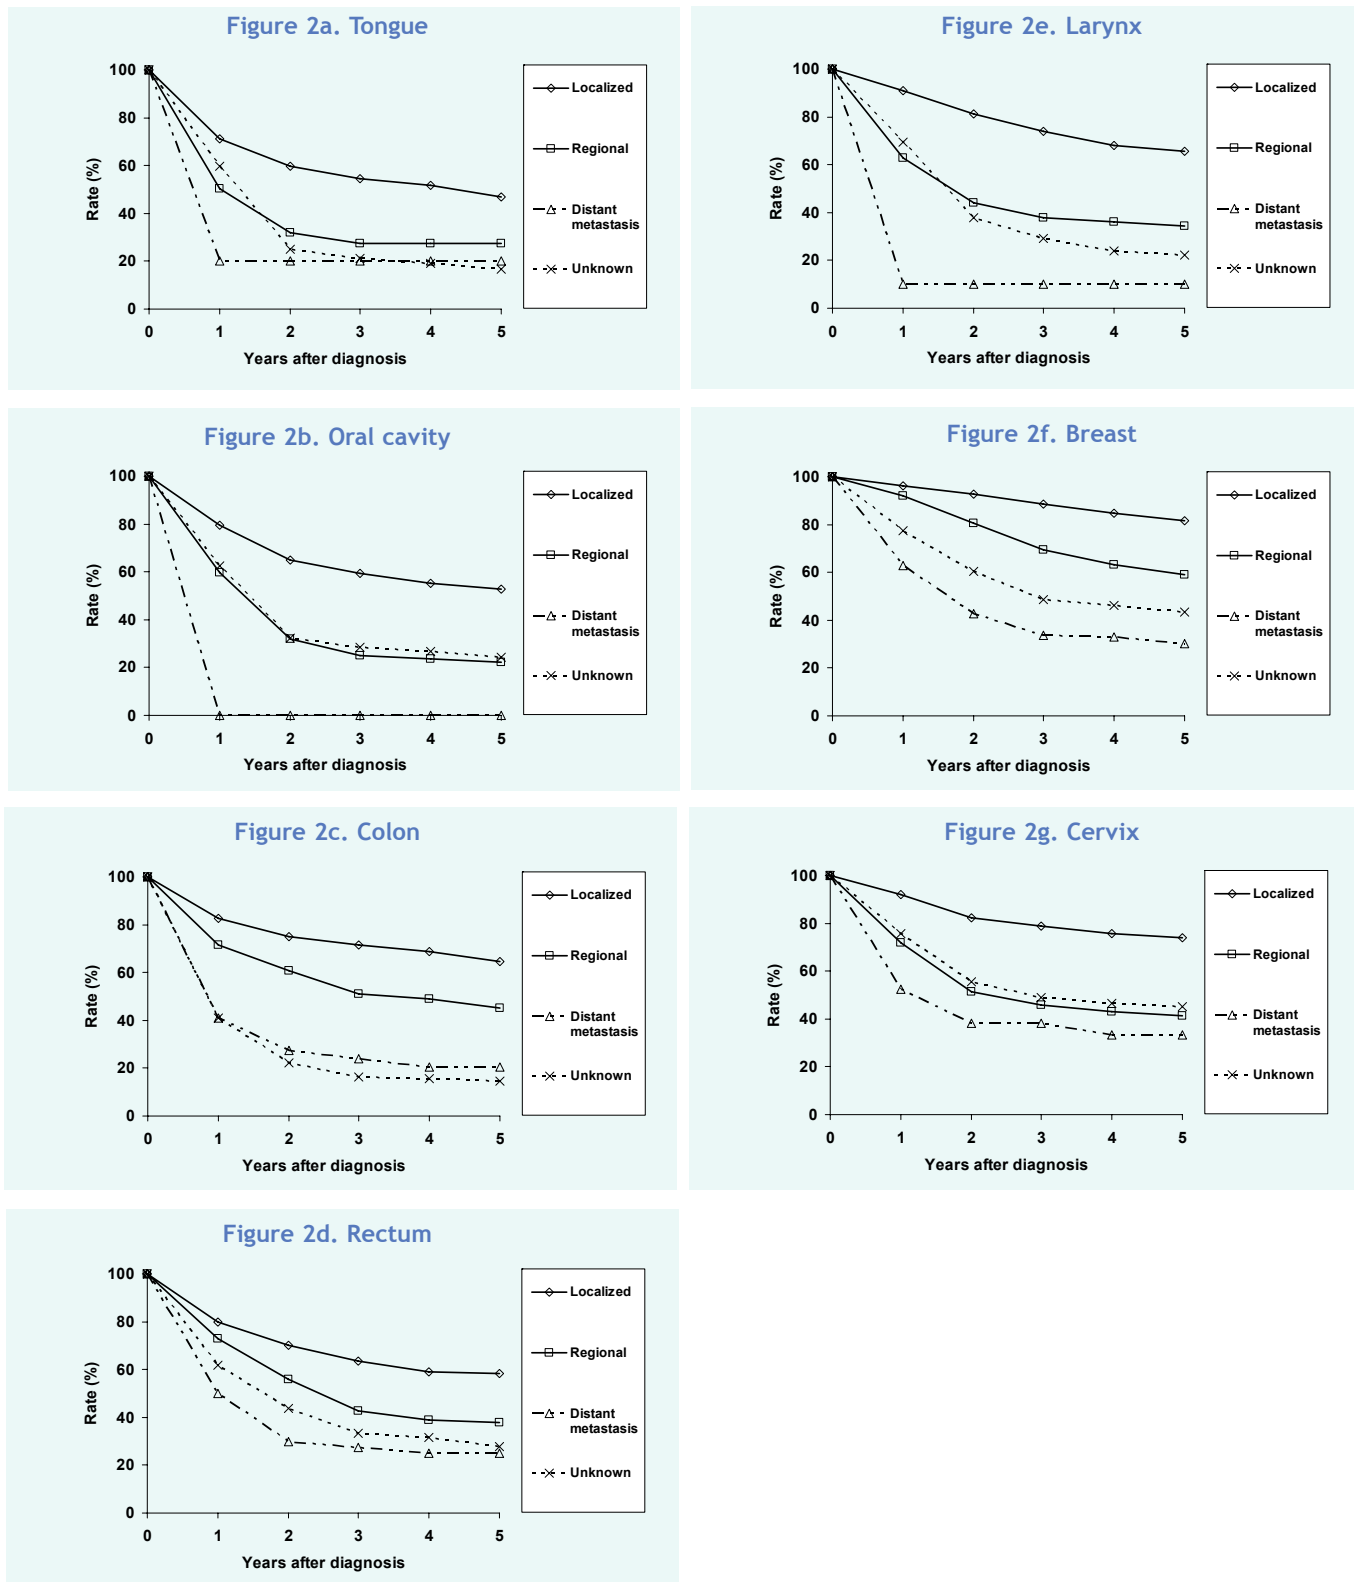 Figure 2a. Tongue
100
80
60
40
20
0
Rate (%)
0 1 2 3 4 5
Years after diagnosis
Localized
Regional
Distant
metastasis
Unknown
Figure 2e. Larynx
100
80
60
40
20
0
Rate (%)
0 1 2 3 4 5
Years after diagnosis
Localized
Regional
Distant
metastasis
Unknown
Figure 2b. Oral cavity
100
80
60
40
20
0
Rate (%)
0 1 2 3 4 5
Years after diagnosis
Localized
Regional
Distant
metastasis
Unknown
Figure 2f. Breast
100
80
60
40
20
0
Rate (%)
0 1 2 3 4 5
Years after diagnosis
Localized
Regional
Distant
metastasis
Unknown
Figure 2c. Colon
100
80
60
40
20
0
Rate (%)
0 1 2 3 4 5
Years after diagnosis
Localized
Regional
Distant
metastasis
Unknown
Figure 2g. Cervix
100
80
60
40
20
0
Rate (%)
0 1 2 3 4 5
Years after diagnosis
Localized
Regional
Distant
metastasis
Unknown
Figure 2d. Rectum
100
80
60
40
20
0
Rate (%)
0 1 2 3 4 5
Years after diagnosis
Localized
Regional
Distant
metastasis
Unknown